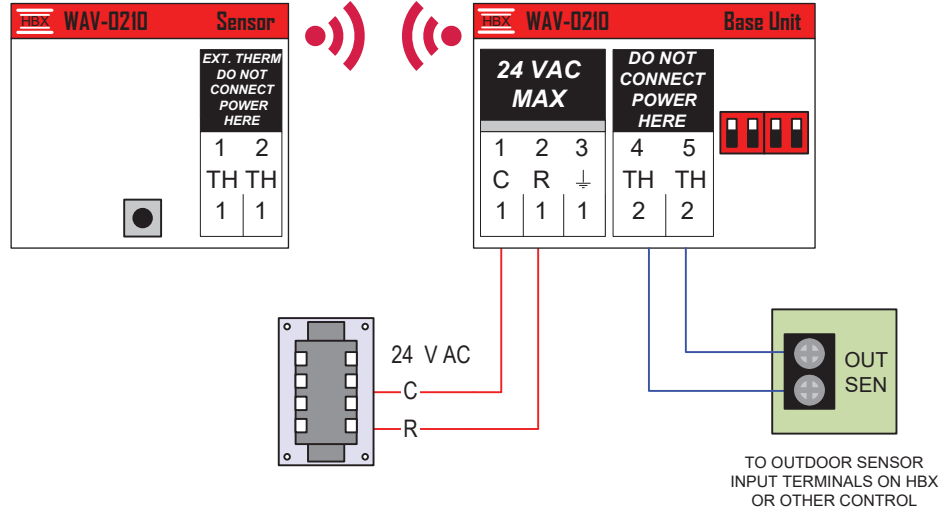 HBX WAV-0210 Sensor
EXT. THERM
DO NOT
CONNECT
POWER
HERE
1 2
TH TH
1 1
HBX WAV-0210 Base Unit
24 VAC
MAX
1 2 3
C R ⏚
1 1 1
DO NOT
CONNECT
POWER
HERE
4 5
TH TH
2 2
24 V AC
C
R
OUT
SEN
TO OUTDOOR SENSOR
INPUT TERMINALS ON HBX
OR OTHER CONTROL